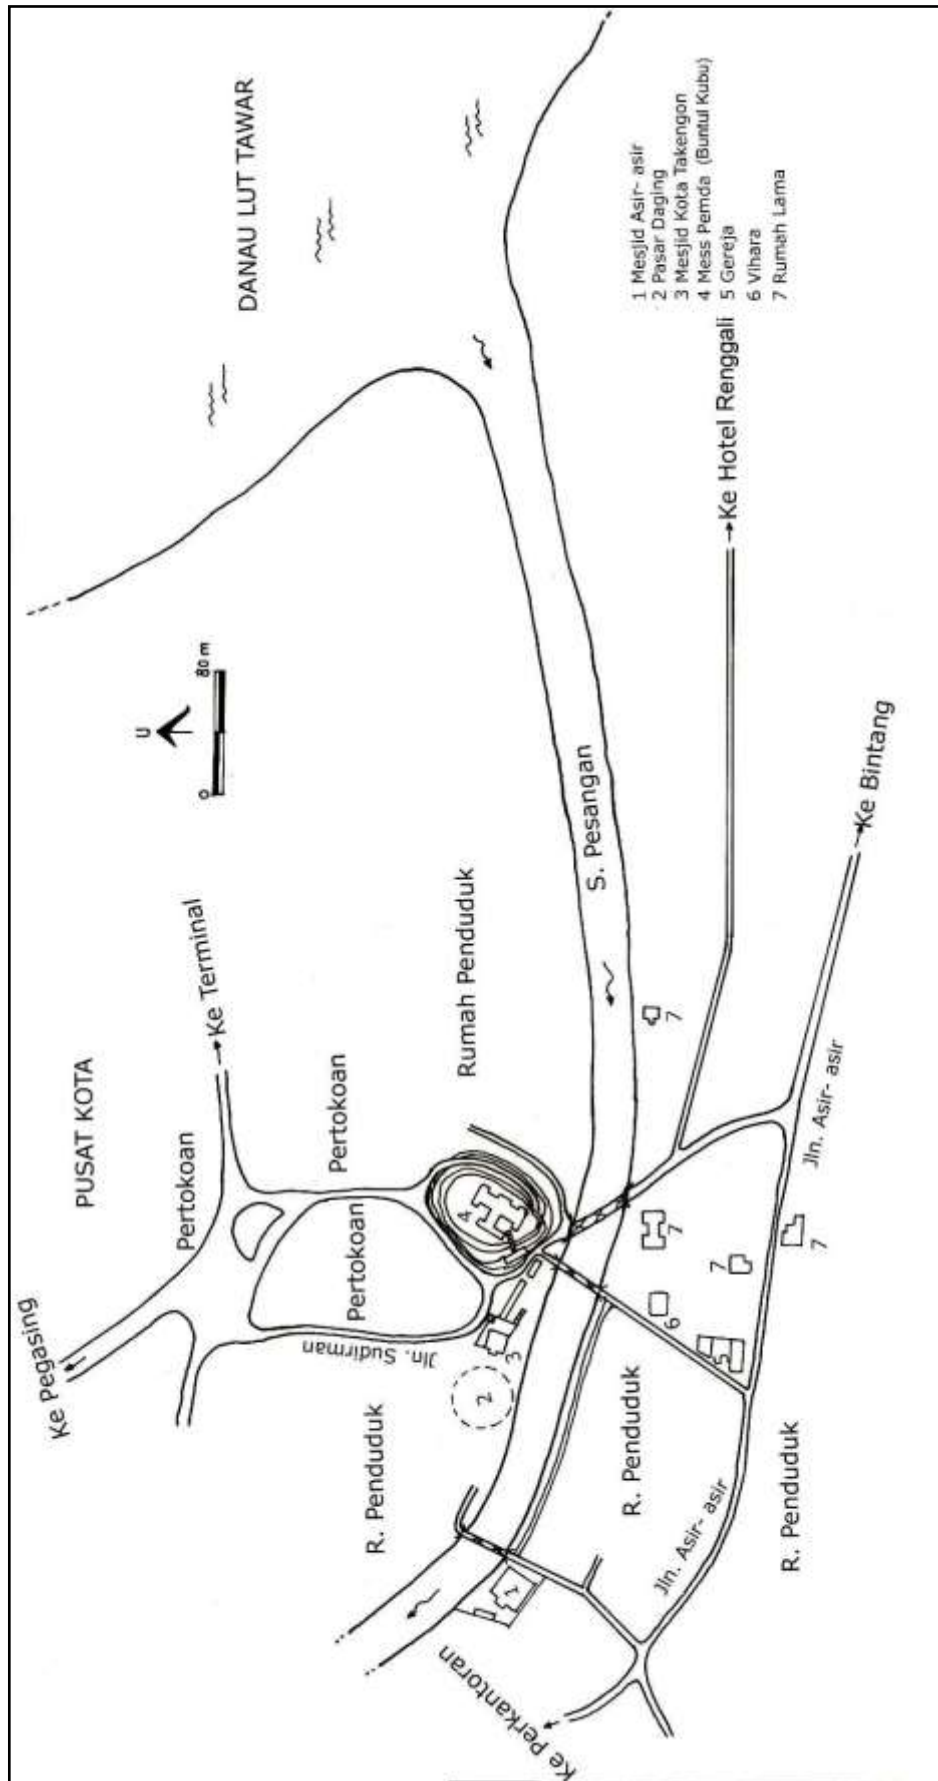 DANAU LUT TAWAR
1 Mesjid Asir- asir
2 Pasar Daging
3 Mesjid Kota Takengon
4 Mess Pemda (Buntul Kubu)
5 Gereja
6 Vihara
7 Rumah Lama
Ke Hotel Renggali
U
0 80 m
S. Pesangan
Ke Bintang
PUSAT KOTA
Ke Terminal
Pertokoan
Pertokoan
Pertokoan
Rumah Penduduk
Ke Pegasing
Jln. Sudirman
4
3
2
R. Penduduk
7
7
7
7
6
5
Jln. Asir- asir
R. Penduduk
R. Penduduk
Jln. Asir- asir
1
Ke Perkantoran